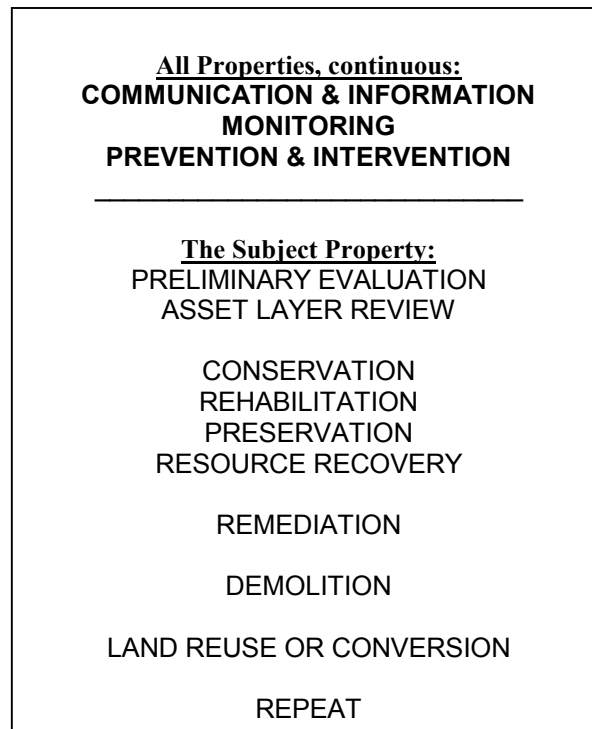 All Properties, continuous:
COMMUNICATION & INFORMATION
MONITORING
PREVENTION & INTERVENTION
The Subject Property:
PRELIMINARY EVALUATION
ASSET LAYER REVIEW
CONSERVATION
REHABILITATION
PRESERVATION
RESOURCE RECOVERY
REMEDIATION
DEMOLITION
LAND REUSE OR CONVERSION
REPEAT